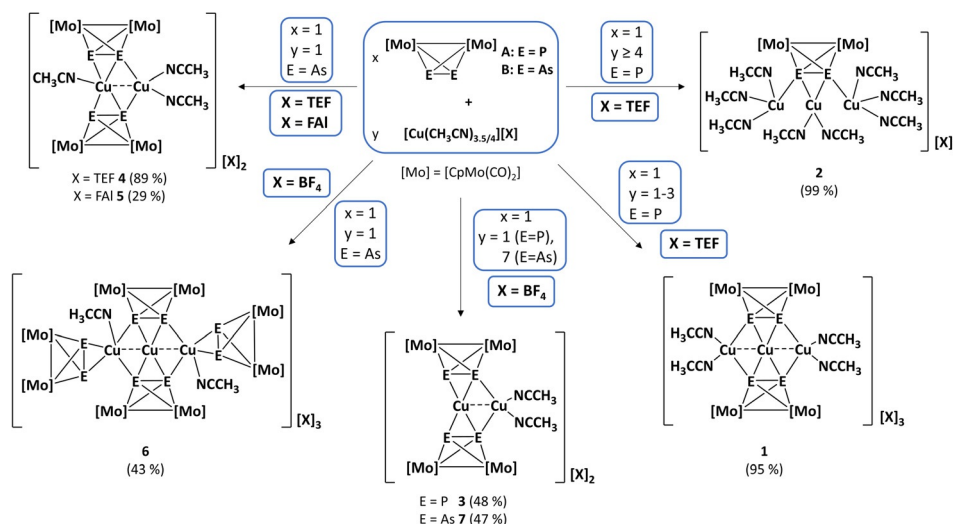 [Mo] [Mo]
E E
CH₃CN NCCH₃
Cu Cu
NCCH₃
E E
[Mo] [Mo]
[X]₂
X = TEF 4 (89 %)
X = FAl 5 (29 %)
x = 1
y = 1
E = As
X = TEF
X = FAl
x
[Mo] [Mo]
E E
A: E = P
B: E = As
+
y [Cu(CH₃CN)₃.₅/₄][X]
[Mo] = [CpMo(CO)₂]
x = 1
y ≥ 4
E = P
X = TEF
[Mo] [Mo]
H₃CCN E E NCCH₃
H₃CCN Cu Cu Cu NCCH₃
H₃CCN H₃CCN NCCH₃ NCCH₃
[X]
2
(99 %)
X = BF₄
x = 1
y = 1
E = As
x = 1
y = 1 (E=P),
7 (E=As)
X = BF₄
x = 1
y = 1-3
E = P
X = TEF
[Mo] [Mo]
H₃CCN
[Mo] E E [Mo]
E Cu Cu Cu E
E E
[Mo] E E NCCH₃ [Mo]
[Mo] [Mo]
[X]₃
6
(43 %)
[Mo] [Mo]
E E
NCCH₃
Cu Cu
NCCH₃
E E
[Mo] [Mo]
[X]₂
E = P 3 (48 %)
E = As 7 (47 %)
[Mo] [Mo]
E E
H₃CCN NCCH₃
Cu Cu Cu
H₃CCN NCCH₃
E E
[Mo] [Mo]
[X]₃
1
(95 %)